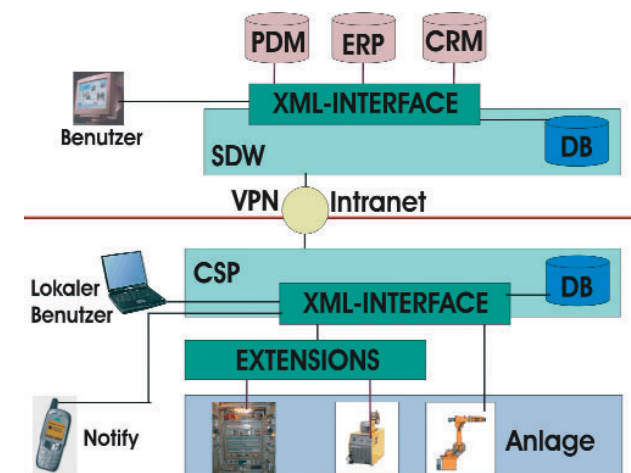 PDM ERP CRM
XML-INTERFACE
Benutzer
SDW
DB
VPN Intranet
CSP
DB
Lokaler
Benutzer
XML-INTERFACE
EXTENSIONS
Notify
Anlage